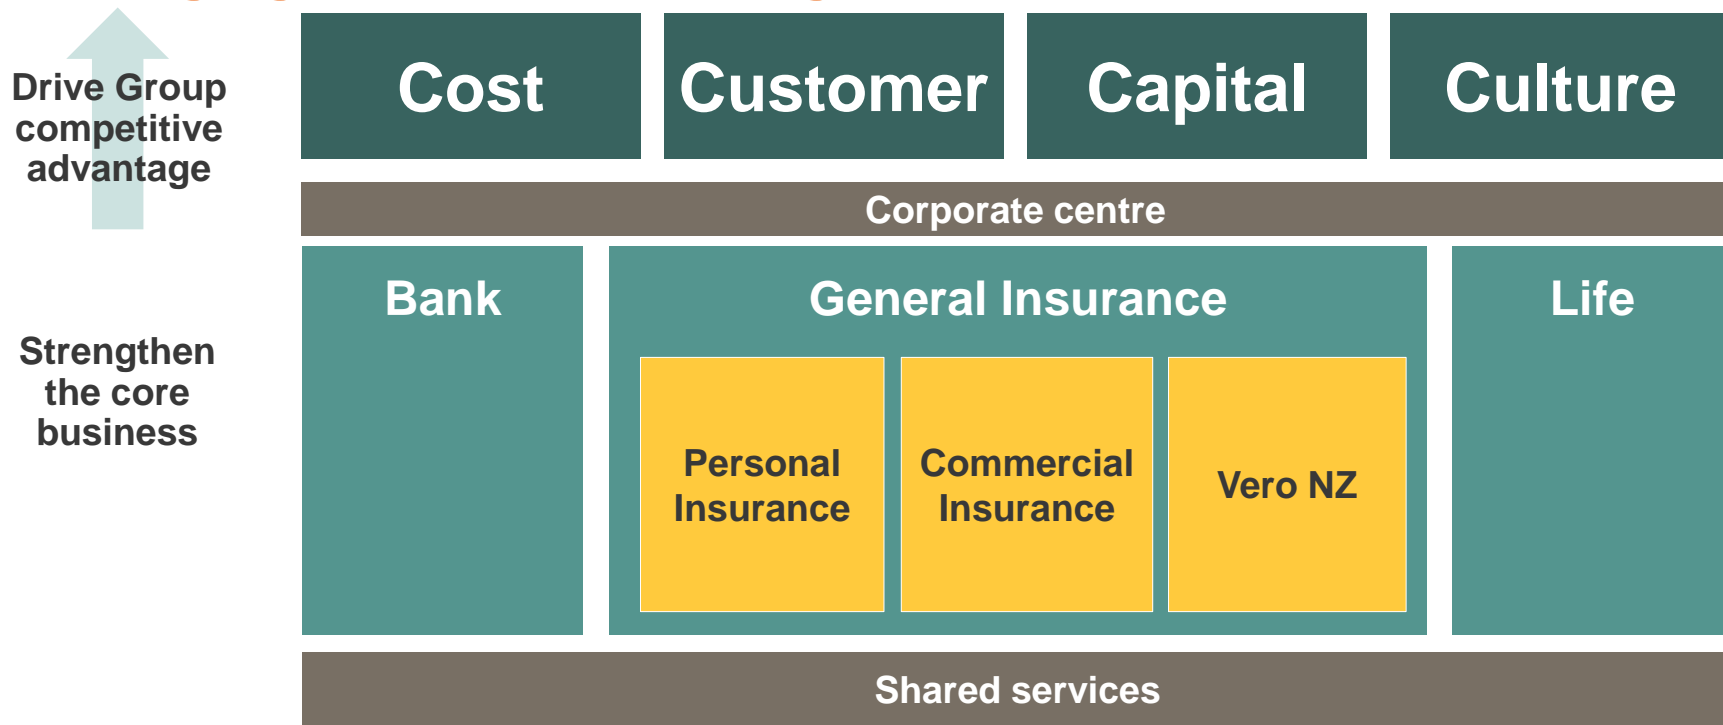 Drive Group
competitive
advantage
Cost
Customer
Capital
Culture
Corporate centre
Strengthen
the core
business
Bank
General Insurance
Life
Personal
Insurance
Commercial
Insurance
Vero NZ
Shared services